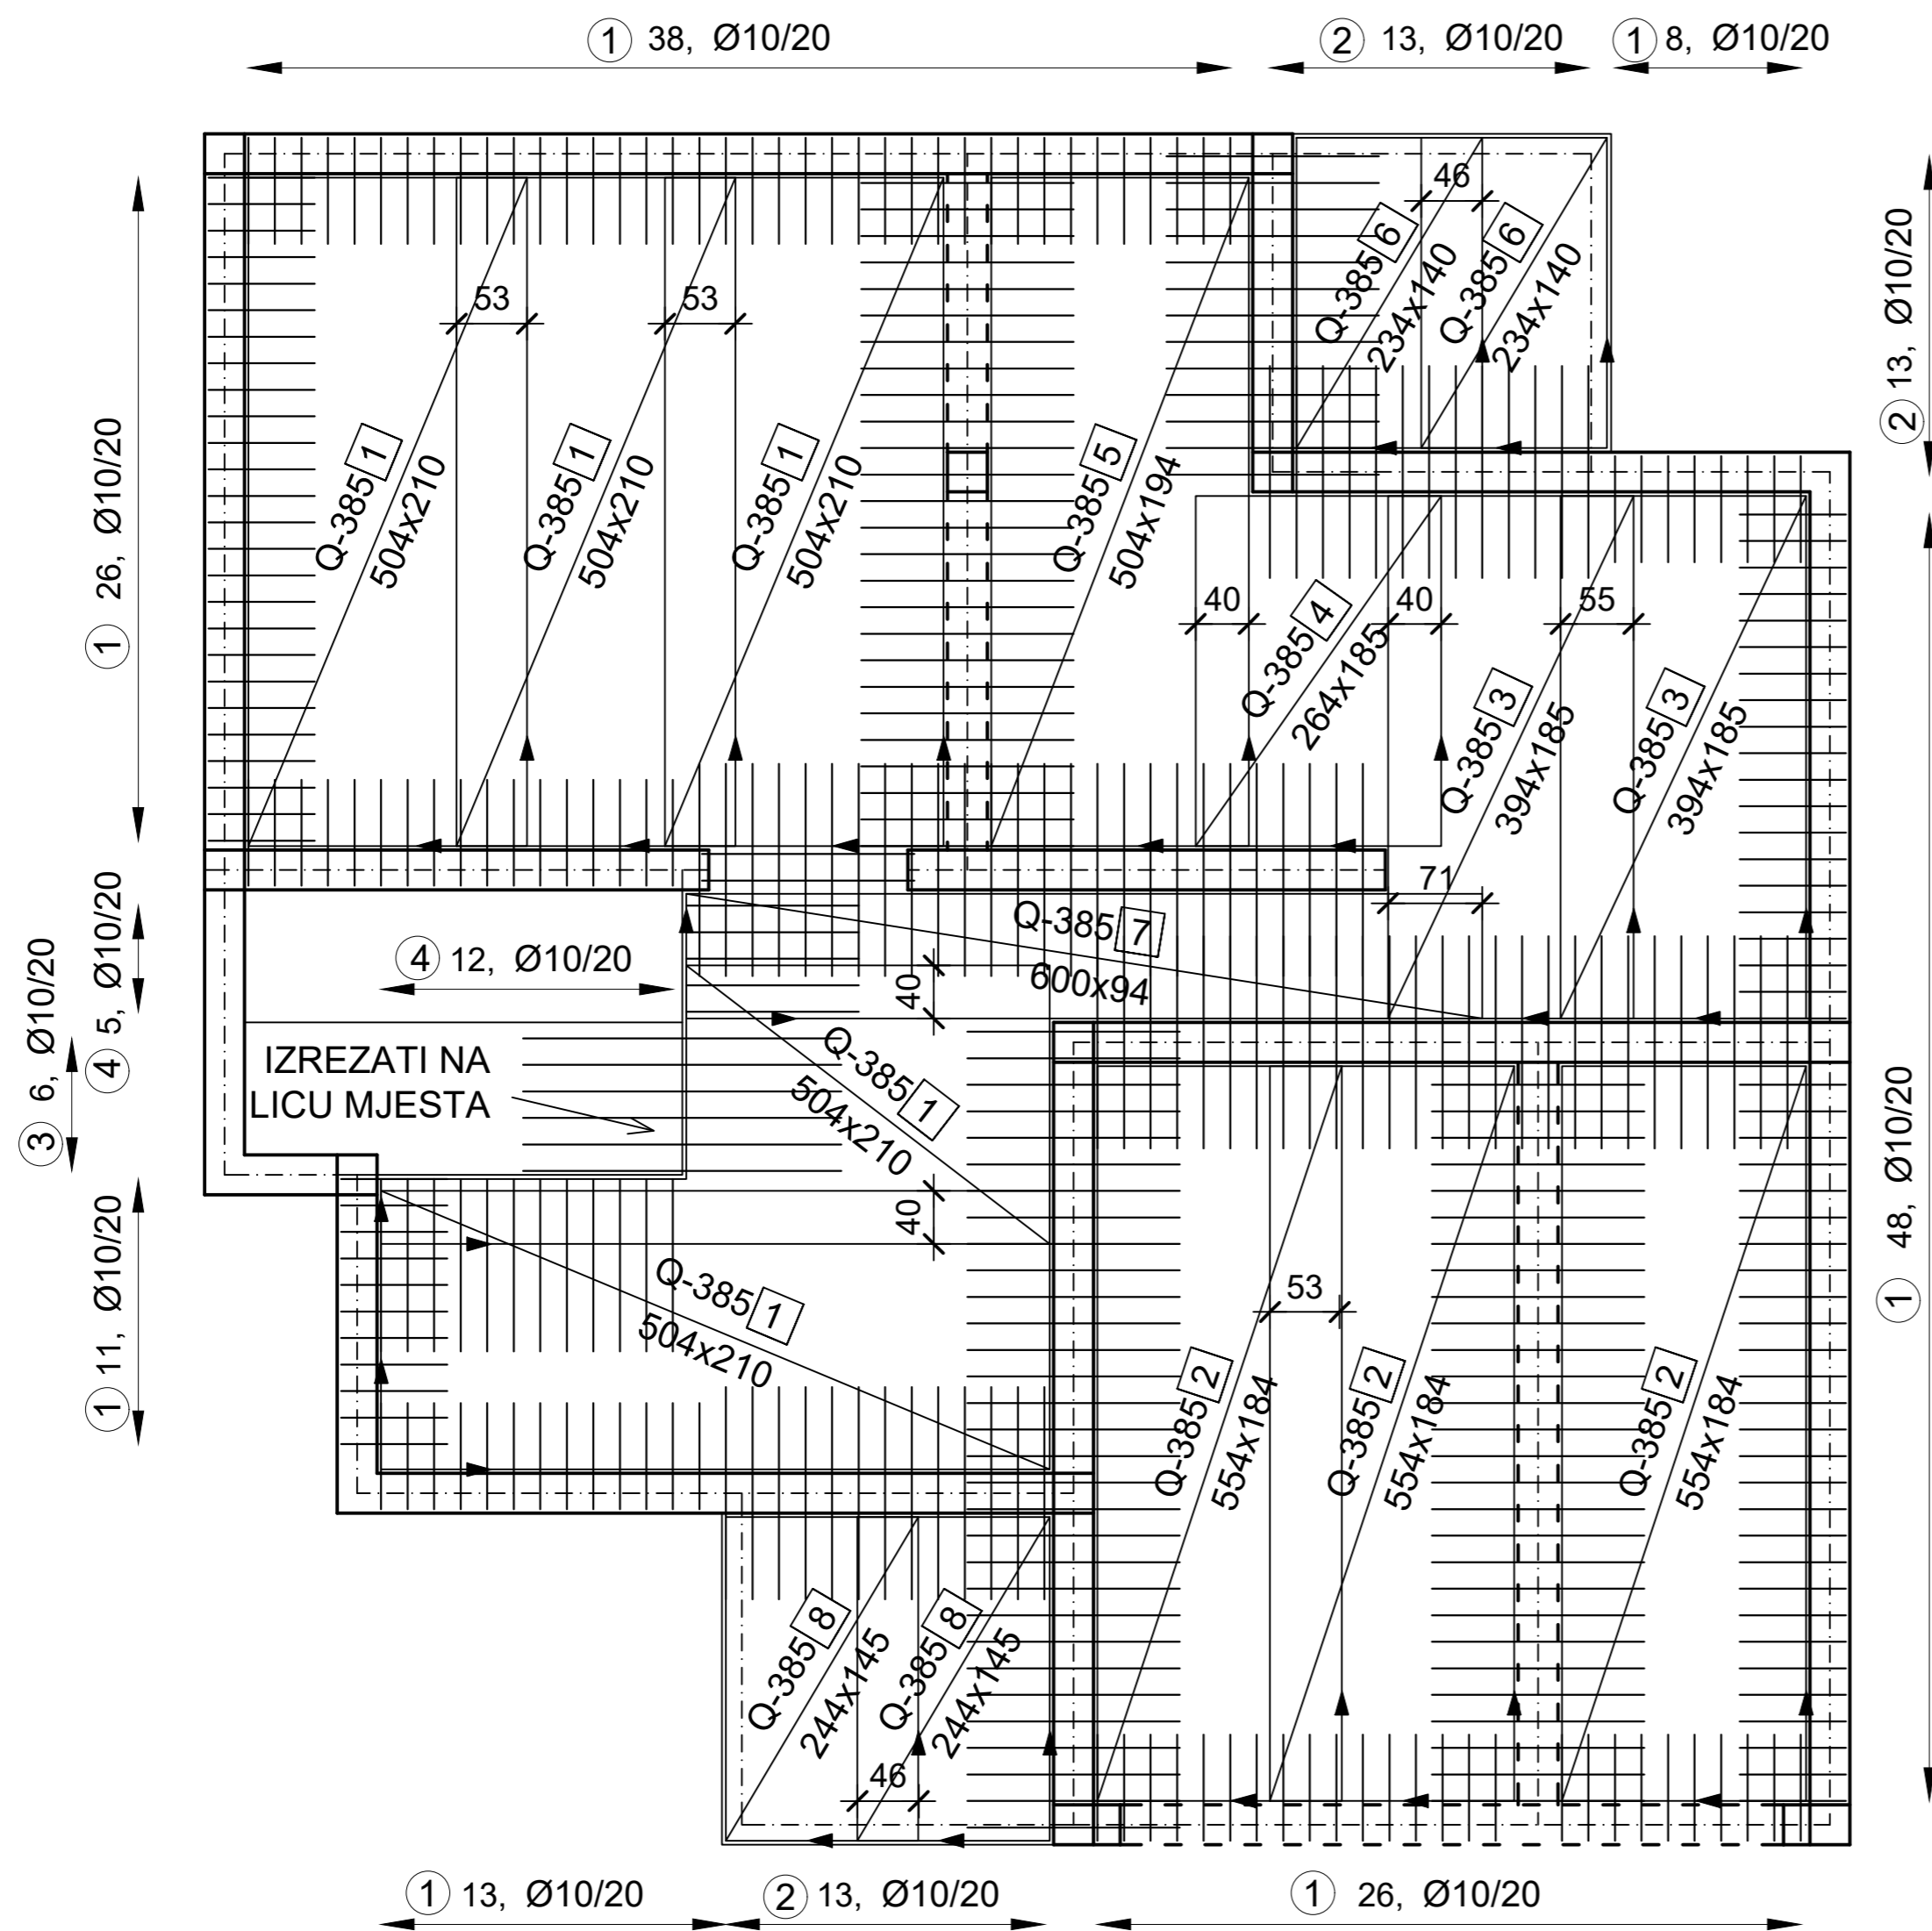 ① 38, Ø10/20
② 13, Ø10/20
① 8, Ø10/20
46
② 13, Ø10/20
Q-385 6
234x140
Q-385 6
234x140
53
53
① 26, Ø10/20
Q-385 1
504x210
Q-385 1
504x210
Q-385 1
504x210
Q-385 5
504x194
40
40
55
Q-385 4
264x185
Q-385 3
394x185
Q-385 3
394x185
71
④ 5, Ø10/20
③ 6, Ø10/20
④ 12, Ø10/20
Q-385 7
600x94
40
IZREZATI NA
LICU MJESTA
Q-385 1
504x210
40
① 48, Ø10/20
① 11, Ø10/20
Q-385 1
504x210
53
Q-385 2
554x184
Q-385 2
554x184
Q-385 2
554x184
Q-385 8
244x145
Q-385 8
244x145
46
① 13, Ø10/20
② 13, Ø10/20
① 26, Ø10/20